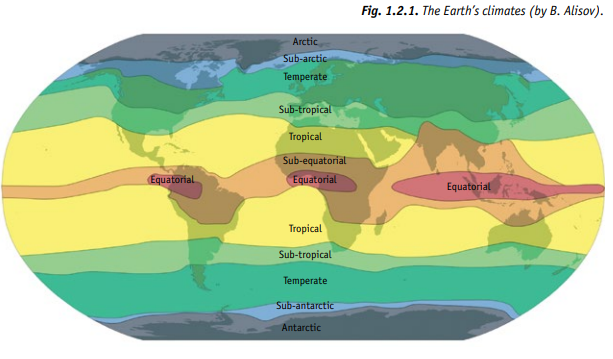 Fig. 1.2.1. The Earth's climates (by B. Alisov).
Arctic
Sub-arctic
Temperate
Sub-tropical
Tropical
Sub-equatorial
Equatorial
Equatorial
Equatorial
Tropical
Sub-tropical
Temperate
Sub-antarctic
Antarctic